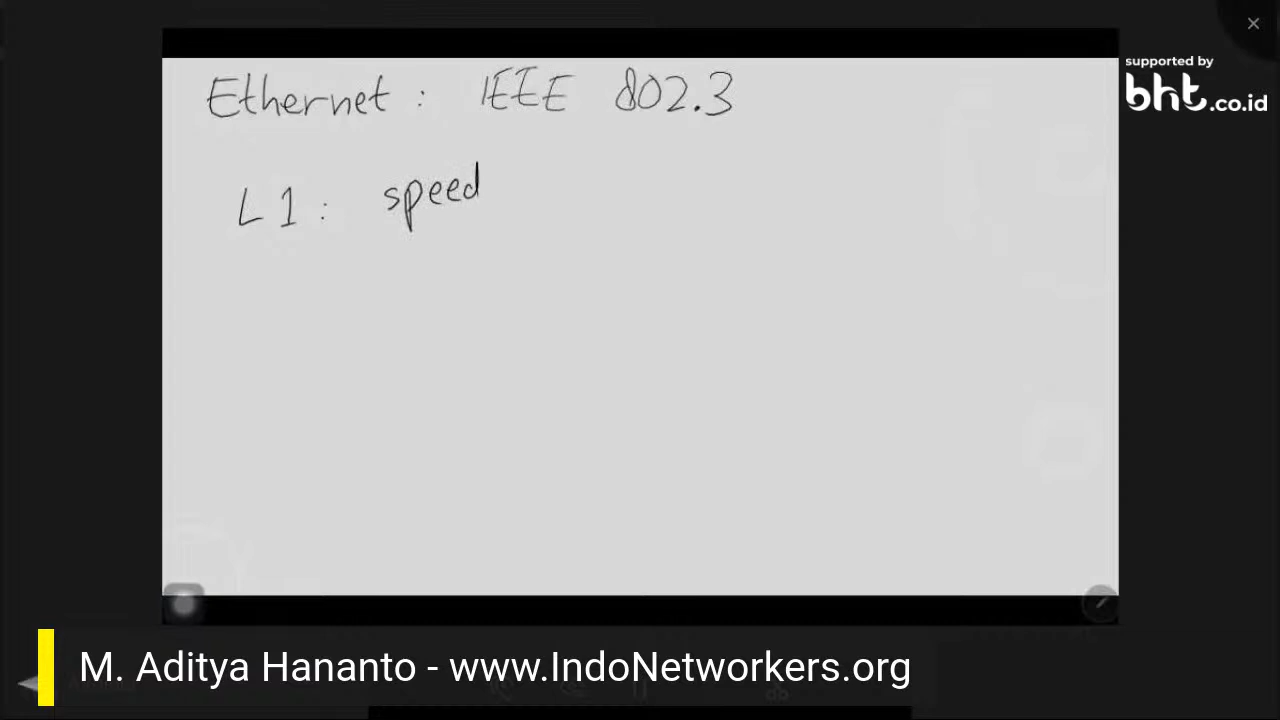 Ethernet : IEEE 802.3
supported by
bht.co.id
L1 : speed
M. Aditya Hananto - www.IndoNetworkers.org